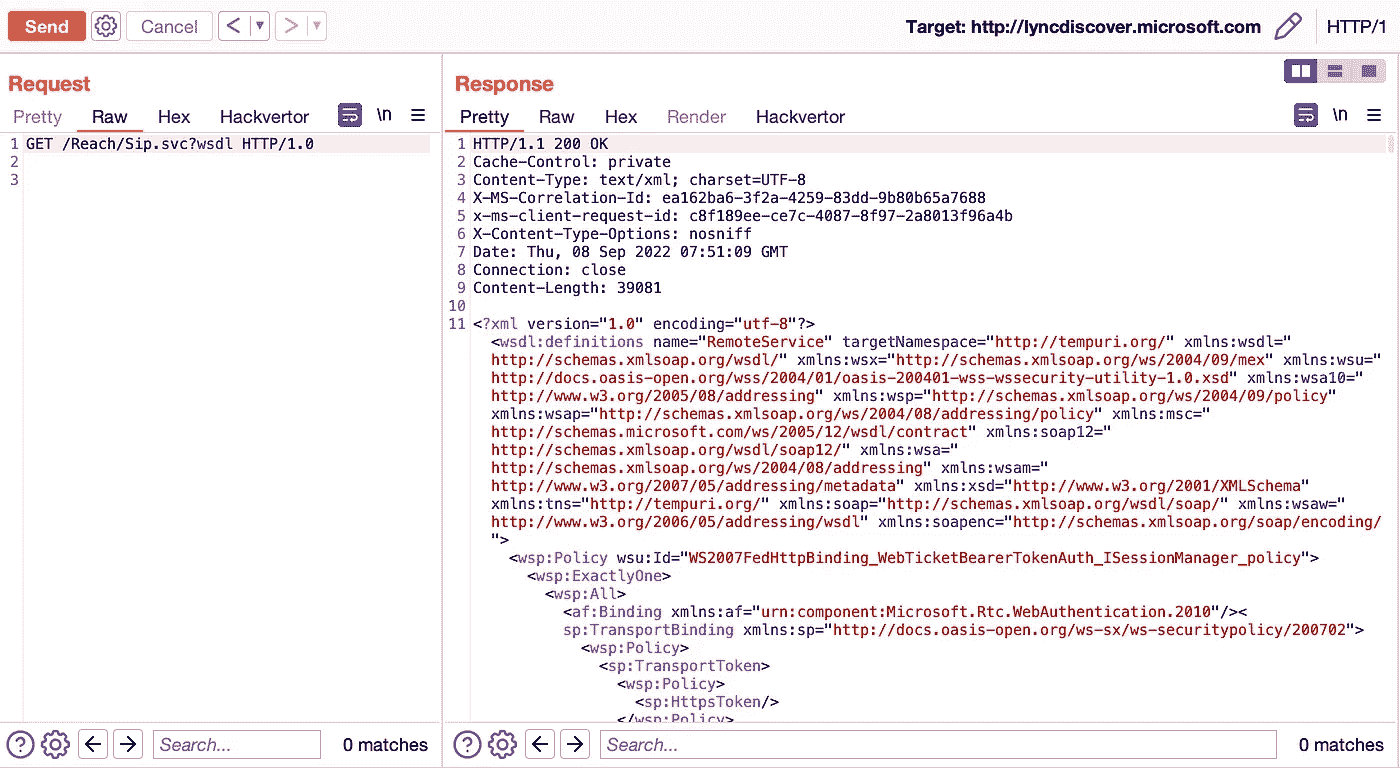 Send Cancel < > Target: http://lyncdiscover.microsoft.com HTTP/1
Request
Pretty Raw Hex Hackvertor \n
1 GET /Reach/Sip.svc?wsdl HTTP/1.0
2
3
? Search... 0 matches
Response
Pretty Raw Hex Render Hackvertor \n
1 HTTP/1.1 200 OK
2 Cache-Control: private
3 Content-Type: text/xml; charset=UTF-8
4 X-MS-Correlation-Id: ea162ba6-3f2a-4259-83dd-9b80b65a7688
5 x-ms-client-request-id: c8f189ee-ce7c-4087-8f97-2a8013f96a4b
6 X-Content-Type-Options: nosniff
7 Date: Thu, 08 Sep 2022 07:51:09 GMT
8 Connection: close
9 Content-Length: 39081
10
11 <?xml version="1.0" encoding="utf-8"?>
<wsdl:definitions name="RemoteService" targetNamespace="http://tempuri.org/" xmlns:wsdl="
http://schemas.xmlsoap.org/wsdl/" xmlns:wsx="http://schemas.xmlsoap.org/ws/2004/09/mex" xmlns:wsu="
http://docs.oasis-open.org/wss/2004/01/oasis-200401-wss-wssecurity-utility-1.0.xsd" xmlns:wsa10="
http://www.w3.org/2005/08/addressing" xmlns:wsp="http://schemas.xmlsoap.org/ws/2004/09/policy"
xmlns:wsap="http://schemas.xmlsoap.org/ws/2004/08/addressing/policy" xmlns:msc="
http://schemas.microsoft.com/ws/2005/12/wsdl/contract" xmlns:soap12="
http://schemas.xmlsoap.org/wsdl/soap12/" xmlns:wsa="
http://schemas.xmlsoap.org/ws/2004/08/addressing" xmlns:wsam="
http://www.w3.org/2007/05/addressing/metadata" xmlns:xsd="http://www.w3.org/2001/XMLSchema"
xmlns:tns="http://tempuri.org/" xmlns:soap="http://schemas.xmlsoap.org/wsdl/soap/" xmlns:wsaw="
http://www.w3.org/2006/05/addressing/wsdl" xmlns:soapenc="http://schemas.xmlsoap.org/soap/encoding/
">
<wsp:Policy wsu:Id="WS2007FedHttpBinding_WebTicketBearerTokenAuth_ISessionManager_policy">
<wsp:ExactlyOne>
<wsp:All>
<af:Binding xmlns:af="urn:component:Microsoft.Rtc.WebAuthentication.2010"/><
sp:TransportBinding xmlns:sp="http://docs.oasis-open.org/ws-sx/ws-securitypolicy/200702">
<wsp:Policy>
<sp:TransportToken>
<wsp:Policy>
<sp:HttpsToken/>
</wsp:Policy>
? Search... 0 matches